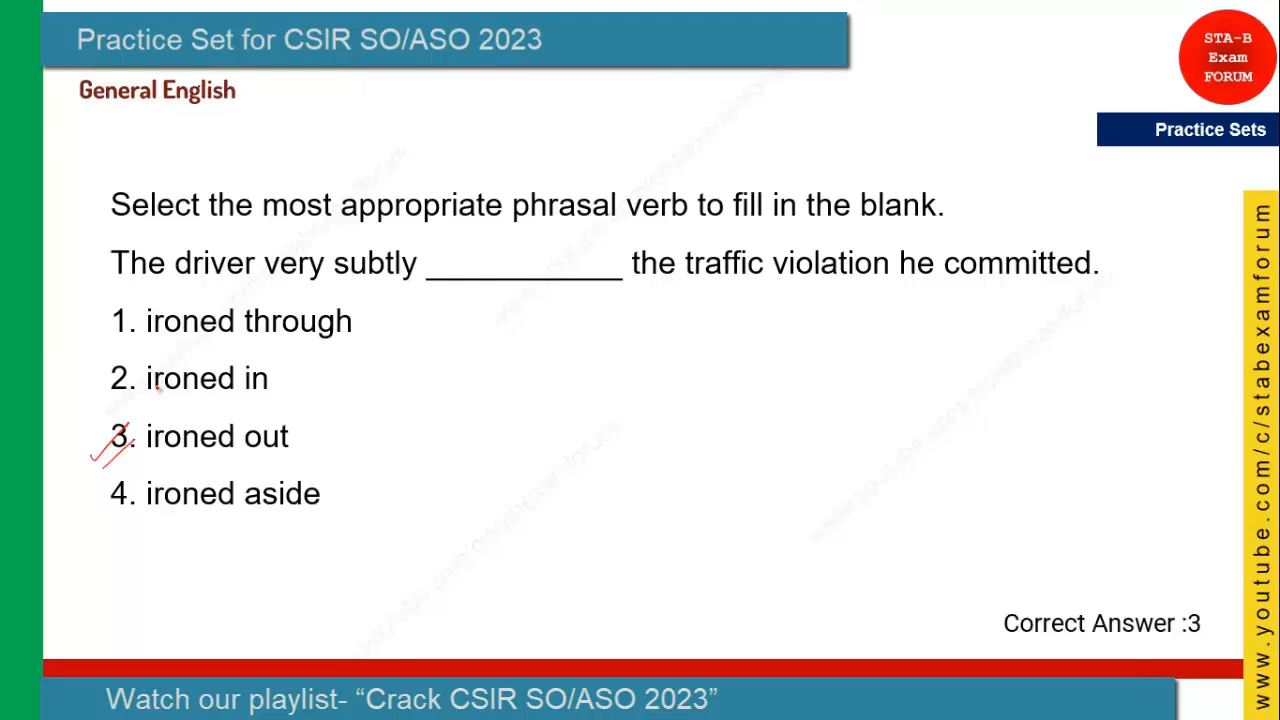 Practice Set for CSIR SO/ASO 2023
STA-B
Exam
FORUM
General English
Practice Sets
Select the most appropriate phrasal verb to fill in the blank.
The driver very subtly ___________ the traffic violation he committed.
1. ironed through
2. ironed in
3. ironed out
4. ironed aside
Correct Answer :3
Watch our playlist- “Crack CSIR SO/ASO 2023”
www.youtube.com/c/stabexamforum